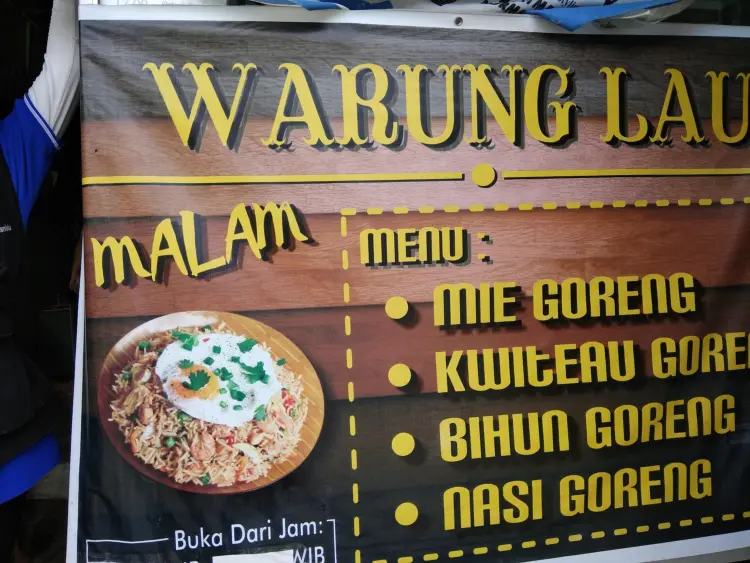 WARUNG LAU
MALAM
MENU :
• MIE GORENG
• KWITEAU GORE
• BIHUN GORENG
• NASI GORENG
Buka Dari Jam:
WIB